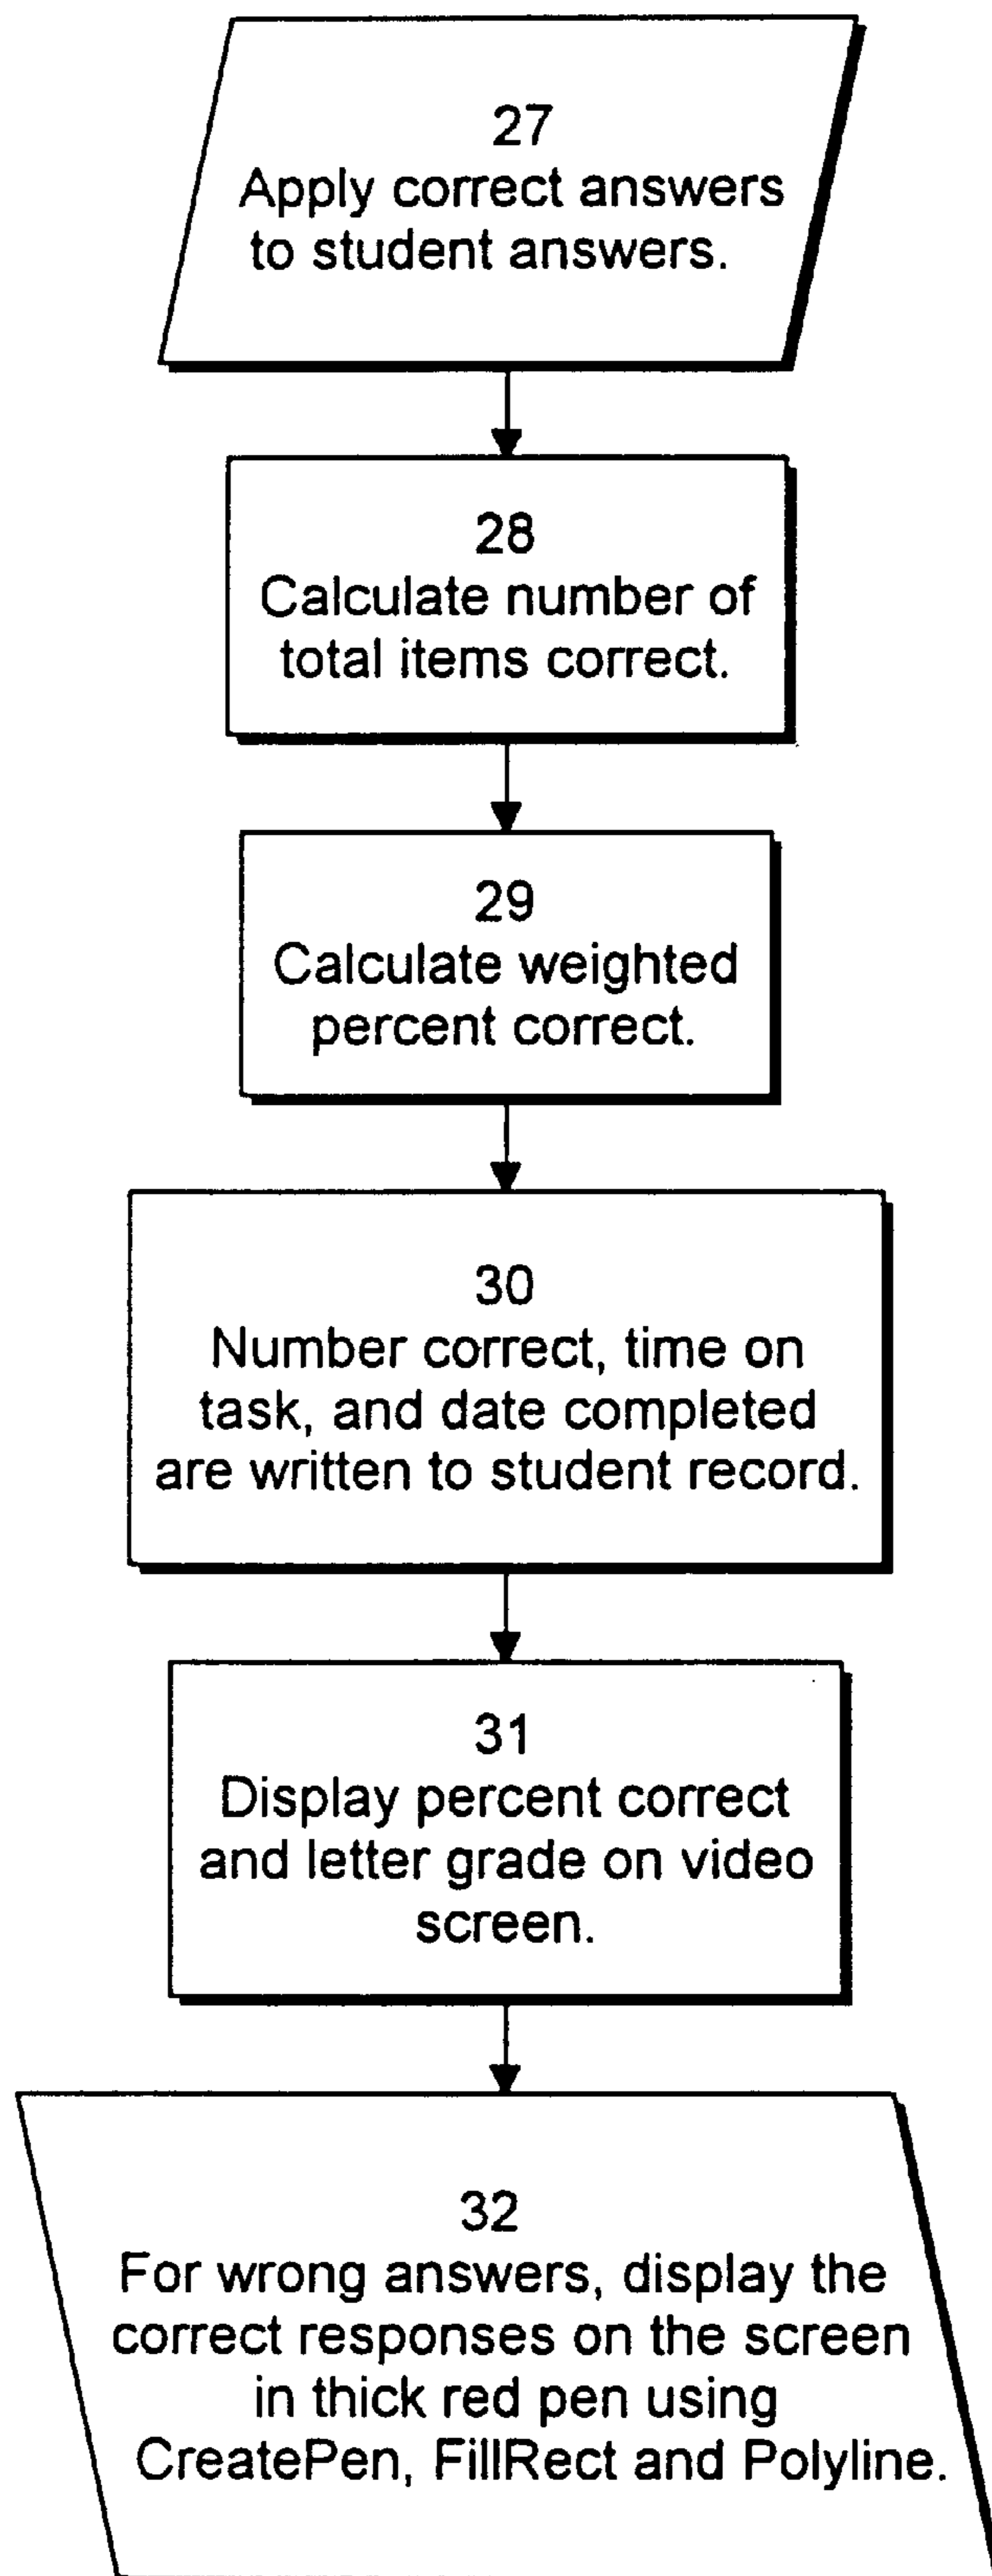 27
Apply correct answers
to student answers.
28
Calculate number of
total items correct.
29
Calculate weighted
percent correct.
30
Number correct, time on
task, and date completed
are written to student record.
31
Display percent correct
and letter grade on video
screen.
32
For wrong answers, display the
correct responses on the screen
in thick red pen using
CreatePen, FillRect and Polyline.